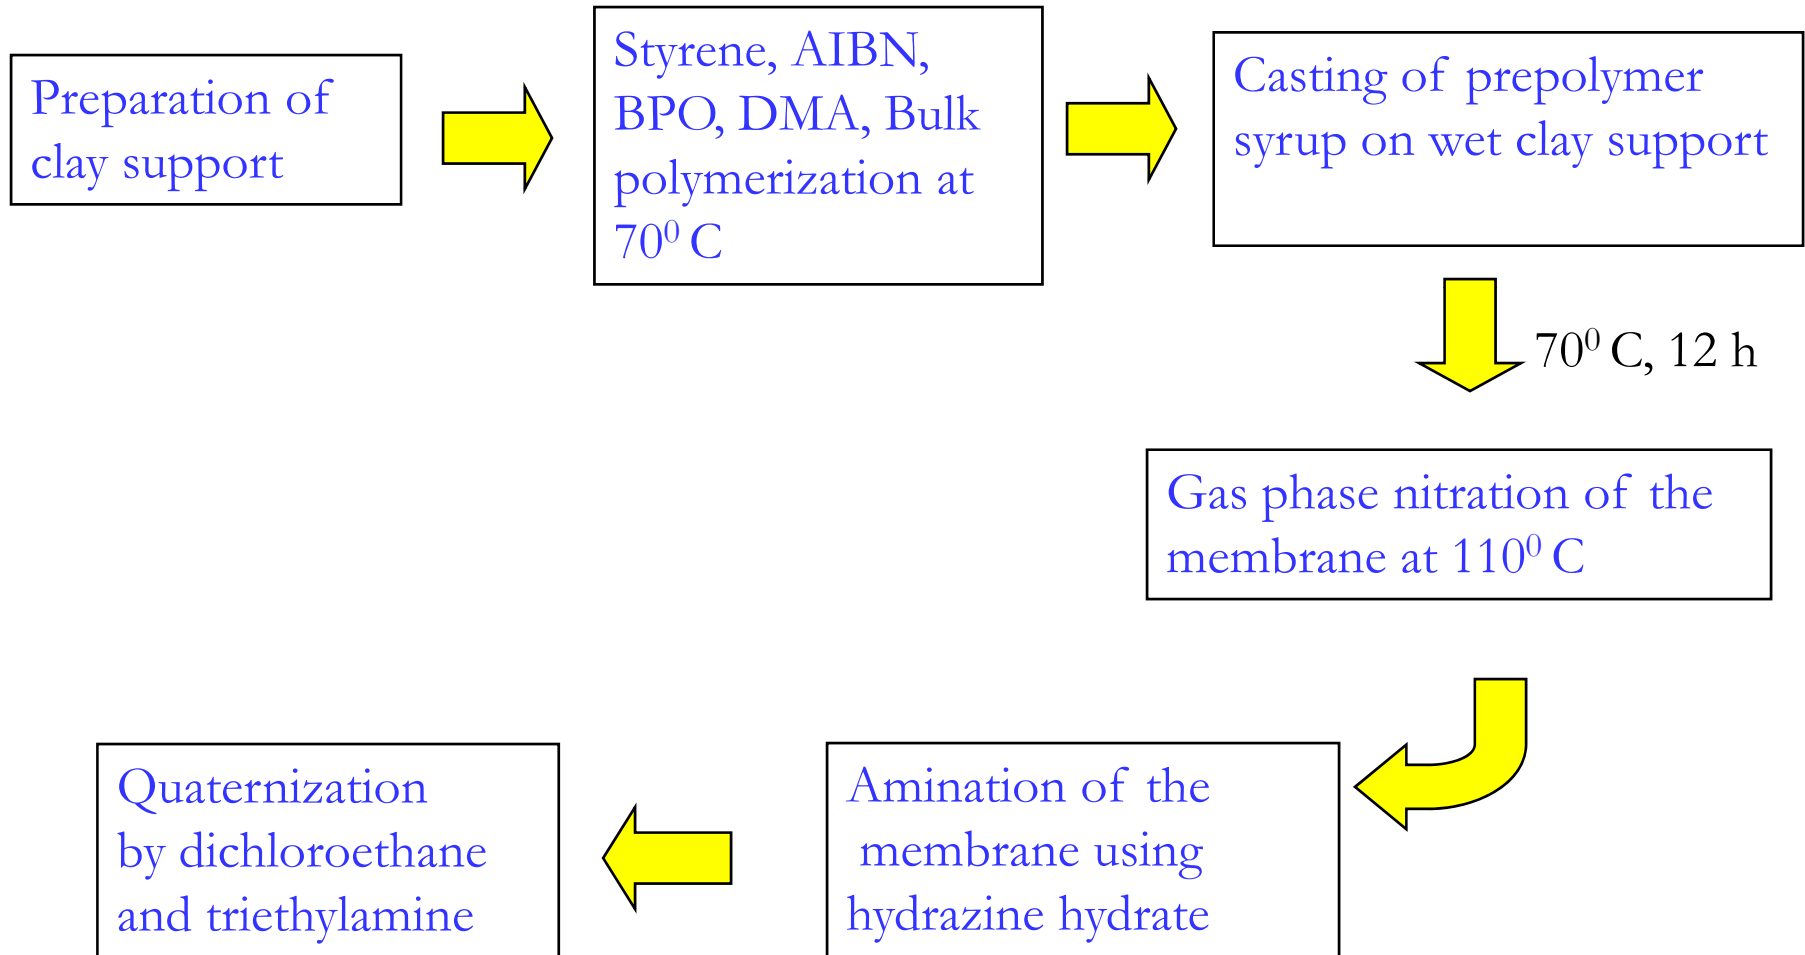 Preparation of
clay support
Styrene, AIBN,
BPO, DMA, Bulk
polymerization at
70⁰ C
Casting of prepolymer
syrup on wet clay support
70⁰ C, 12 h
Gas phase nitration of the
membrane at 110⁰ C
Amination of the
membrane using
hydrazine hydrate
Quaternization
by dichloroethane
and triethylamine